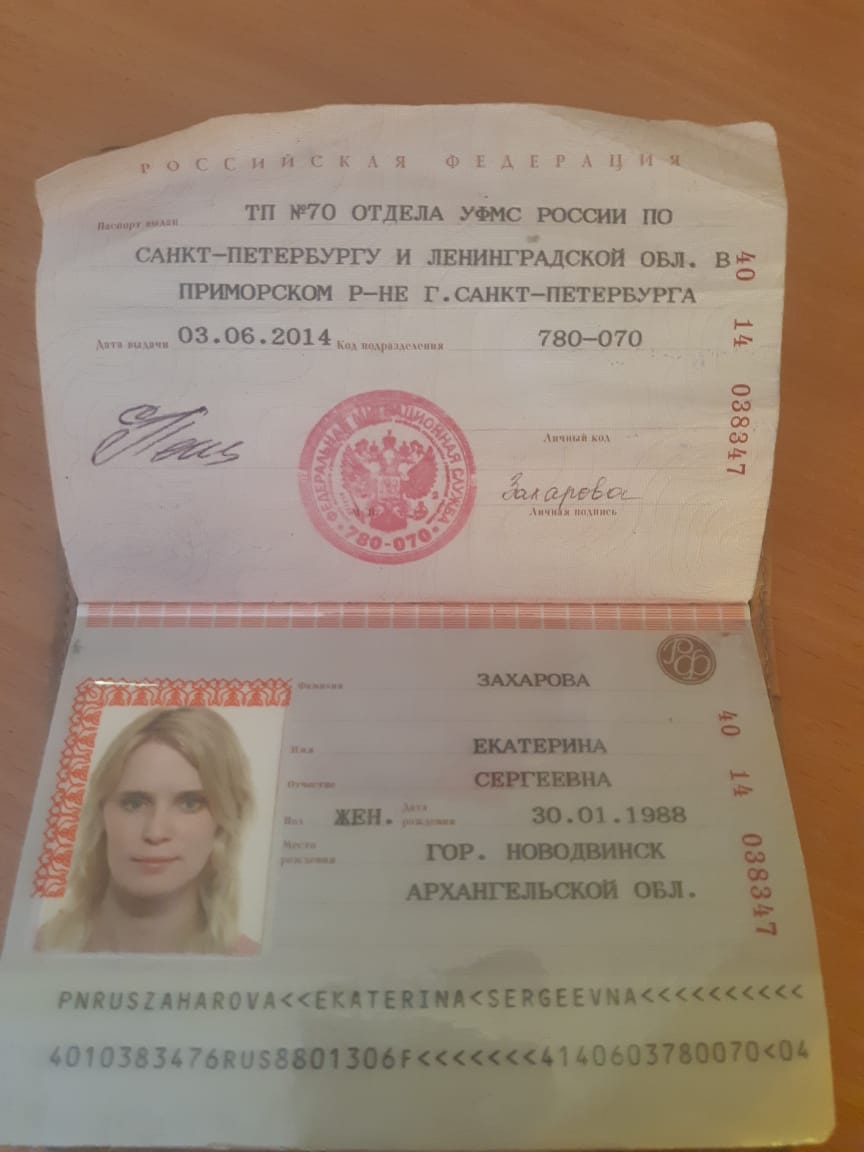 РОССИЙСКАЯ ФЕДЕРАЦИЯ
Паспорт выдан ТП №70 ОТДЕЛА УФМС РОССИИ ПО
САНКТ-ПЕТЕРБУРГУ И ЛЕНИНГРАДСКОЙ ОБЛ. В
ПРИМОРСКОМ Р-НЕ Г.САНКТ-ПЕТЕРБУРГА
Дата выдачи 03.06.2014 Код подразделения 780-070
40 14 038347
Личный код
ФЕДЕРАЛЬНАЯ МИГРАЦИОННАЯ СЛУЖБА
М.П.
780-070
Захарова
Личная подпись
РФ
Фамилия ЗАХАРОВА
Имя ЕКАТЕРИНА
Отчество СЕРГЕЕВНА
Пол ЖЕН. Дата рождения 30.01.1988
Место рождения ГОР. НОВОДВИНСК
АРХАНГЕЛЬСКОЙ ОБЛ.
40 14 038347
PNRUSZAHAROVA<<EKATERINA<SERGEEVNA<<<<<<<<<<
4010383476RUS8801306F<<<<<<<4140603780070<04